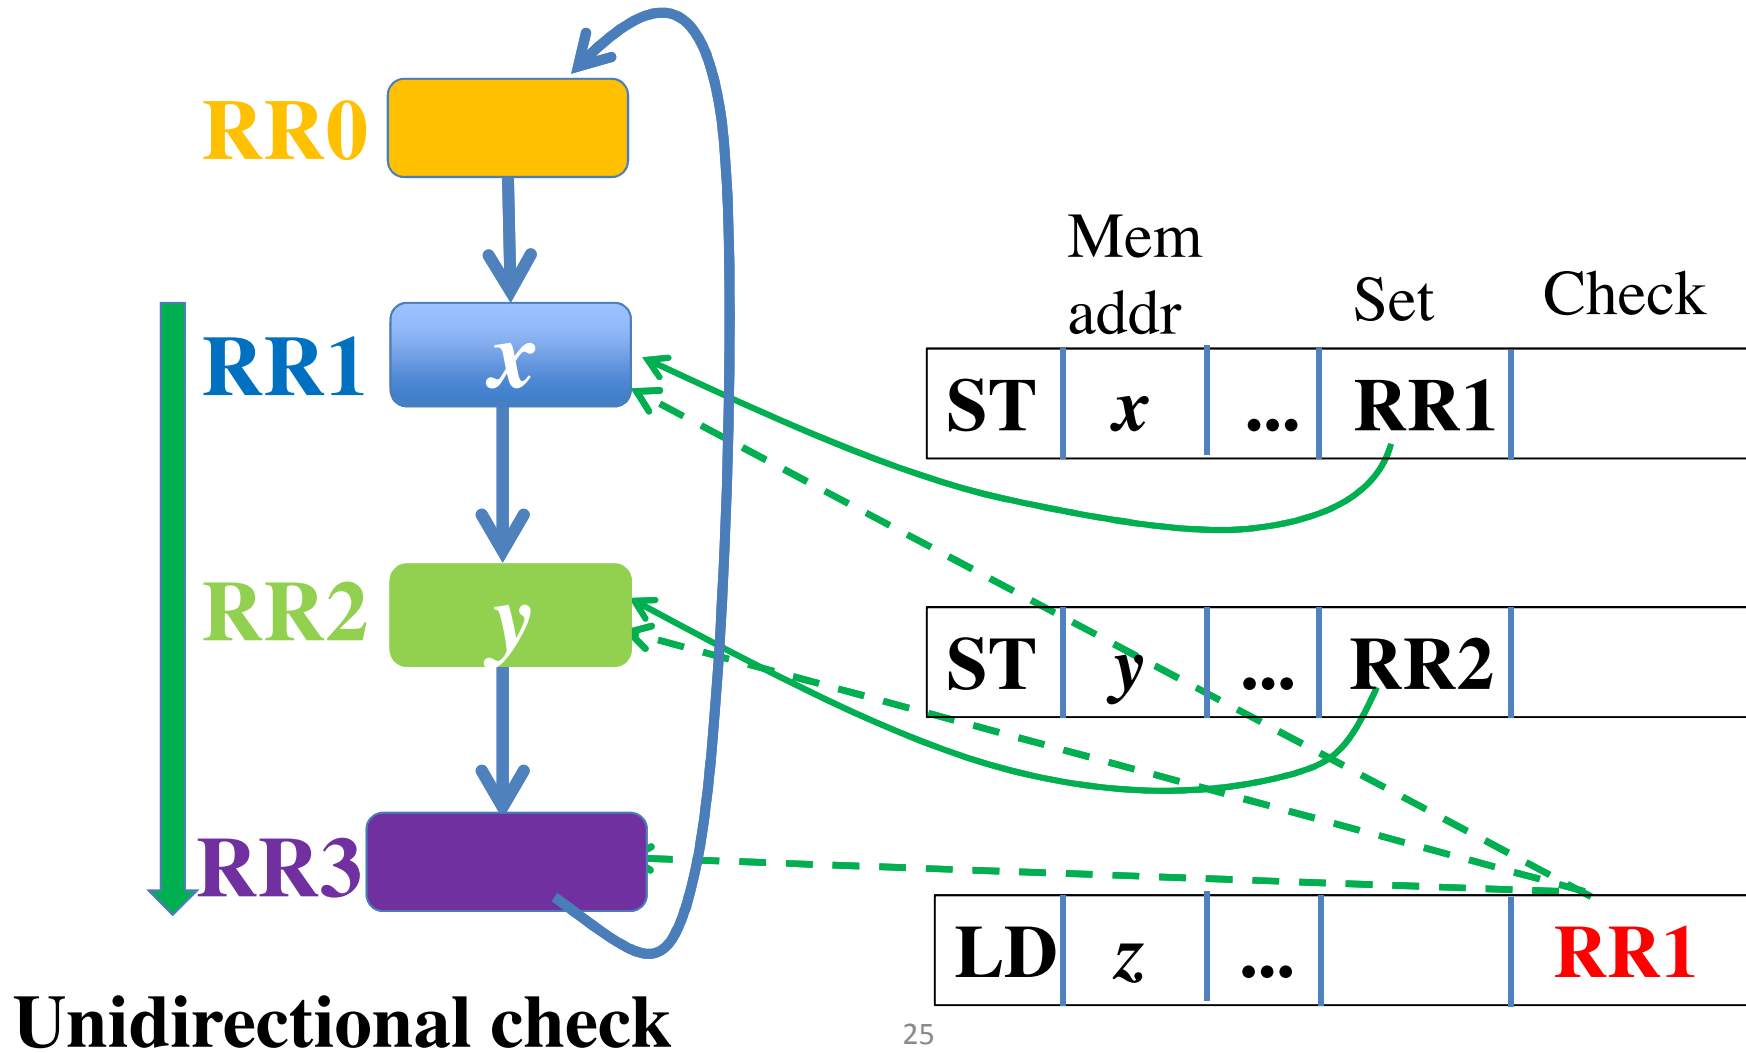 RR0
Mem
addr
Set
Check
RR1
x
ST x ... RR1
RR2
y
ST y ... RR2
RR3
LD z ... RR1
Unidirectional check
25